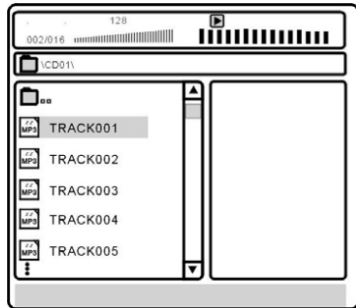 128
002/016
\CD01\
..
MP3 TRACK001
MP3 TRACK002
MP3 TRACK003
MP3 TRACK004
MP3 TRACK005